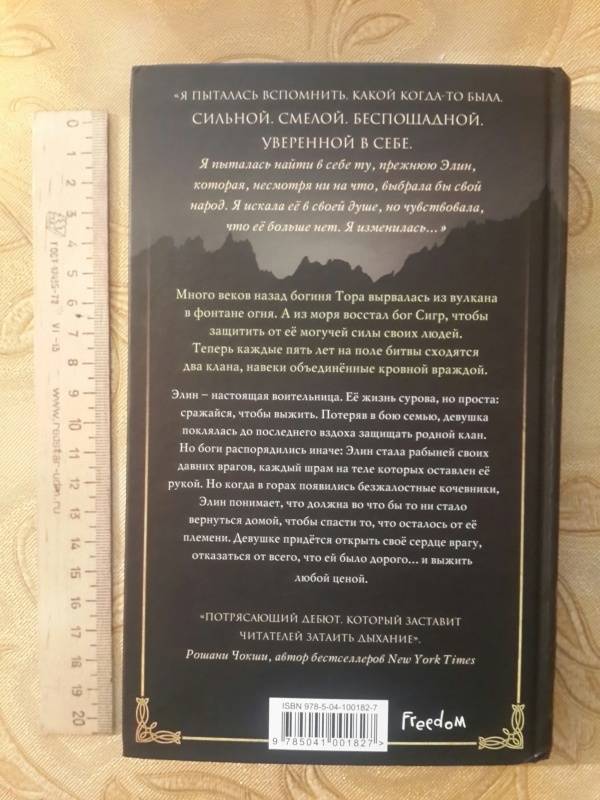 «Я ПЫТАЛАСЬ ВСПОМНИТЬ, КАКОЙ КОГДА-ТО БЫЛА.
СИЛЬНОЙ. СМЕЛОЙ. БЕСПОЩАДНОЙ.
УВЕРЕННОЙ В СЕБЕ.
Я пыталась найти в себе ту, прежнюю Элин,
которая, несмотря ни на что, выбрала бы свой
народ. Я искала её в своей душе, но чувствовала,
что её больше нет. Я изменилась...»
Много веков назад богиня Тора вырвалась из вулкана
в фонтане огня. А из моря восстал бог Сигр, чтобы
защитить от её могучей силы своих людей.
Теперь каждые пять лет на поле битвы сходятся
два клана, навеки объединённые кровной враждой.
Элин – настоящая воительница. Её жизнь сурова, но проста:
сражайся, чтобы выжить. Потеряв в бою семью, девушка
поклялась до последнего вздоха защищать родной клан.
Но боги распорядились иначе: Элин стала рабыней своих
давних врагов, каждый шрам на теле которых оставлен её
рукой. Но когда в горах появились безжалостные кочевники,
Элин понимает, что должна во что бы то ни стало
вернуться домой, чтобы спасти то, что осталось от её
племени. Девушке придётся открыть своё сердце врагу,
отказаться от всего, что ей было дорого... и выжить
любой ценой.
«ПОТРЯСАЮЩИЙ ДЕБЮТ, КОТОРЫЙ ЗАСТАВИТ
ЧИТАТЕЛЕЙ ЗАТАИТЬ ДЫХАНИЕ».
Рошани Чокши, автор бестселлеров New York Times
ISBN 978-5-04-100182-7
9 785041 001827
Freedom
0 1 2 3 4 5 6 7 8 9 10 11 12 13 14 15 16 17 18 19 20